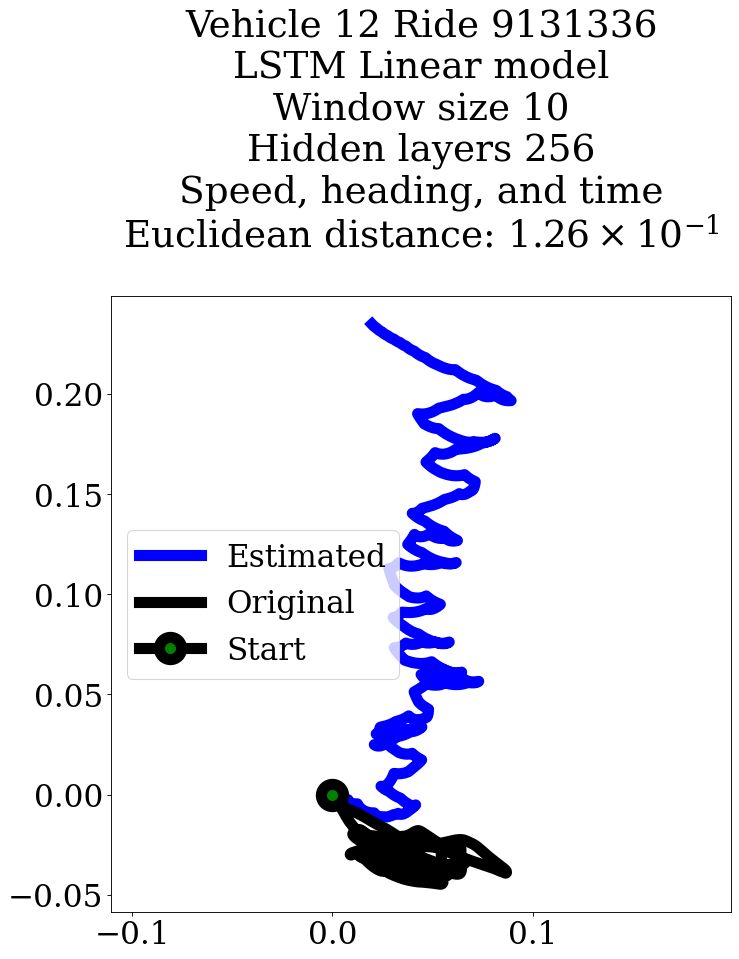 Vehicle 12 Ride 9131336
LSTM Linear model
Window size 10
Hidden layers 256
Speed, heading, and time
Euclidean distance: 1.26 × 10⁻¹
0.20
0.15
0.10
0.05
0.00
−0.05
Estimated
Original
Start
−0.1
0.0
0.1